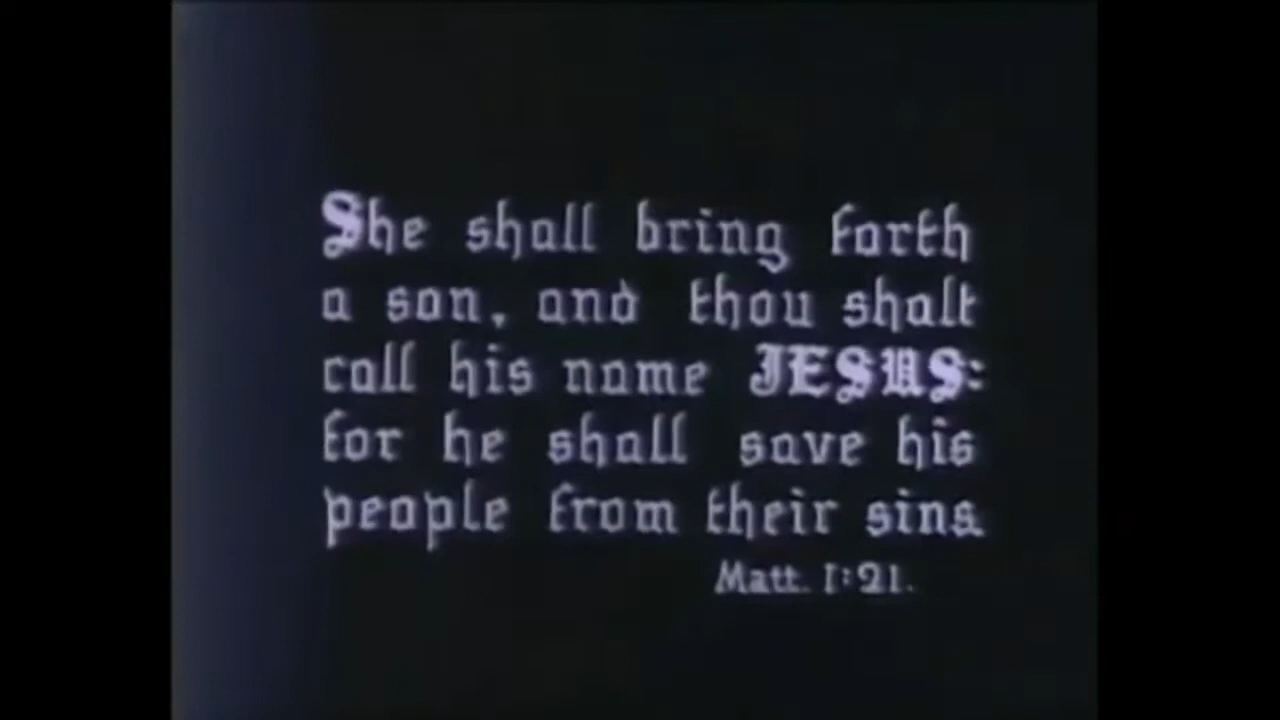 She shall bring forth
a son, and thou shalt
call his name JESUS:
for he shall save his
people from their sins.
Matt. 1:21.